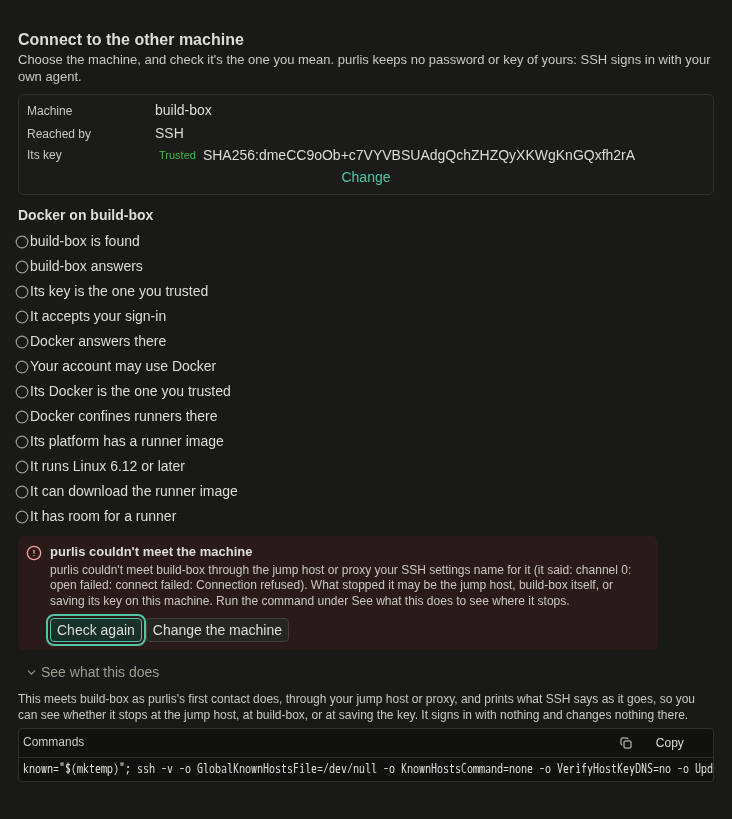 Connect to the other machine
Choose the machine, and check it's the one you mean. purlis keeps no password or key of yours: SSH signs in with your
own agent.
Machine build-box
Reached by SSH
Its key Trusted SHA256:dmeCC9oOb+c7VYVBSUAdgQchZHZQyXKWgKnGQxfh2rA
Change
Docker on build-box
build-box is found
build-box answers
Its key is the one you trusted
It accepts your sign-in
Docker answers there
Your account may use Docker
Its Docker is the one you trusted
Docker confines runners there
Its platform has a runner image
It runs Linux 6.12 or later
It can download the runner image
It has room for a runner
purlis couldn't meet the machine
purlis couldn't meet build-box through the jump host or proxy your SSH settings name for it (it said: channel 0:
open failed: connect failed: Connection refused). What stopped it may be the jump host, build-box itself, or
saving its key on this machine. Run the command under See what this does to see where it stops.
Check again Change the machine
See what this does
This meets build-box as purlis's first contact does, through your jump host or proxy, and prints what SSH says as it goes, so you
can see whether it stops at the jump host, at build-box, or at saving the key. It signs in with nothing and changes nothing there.
Commands Copy
known="$(mktemp)"; ssh -v -o GlobalKnownHostsFile=/dev/null -o KnownHostsCommand=none -o VerifyHostKeyDNS=no -o Upd